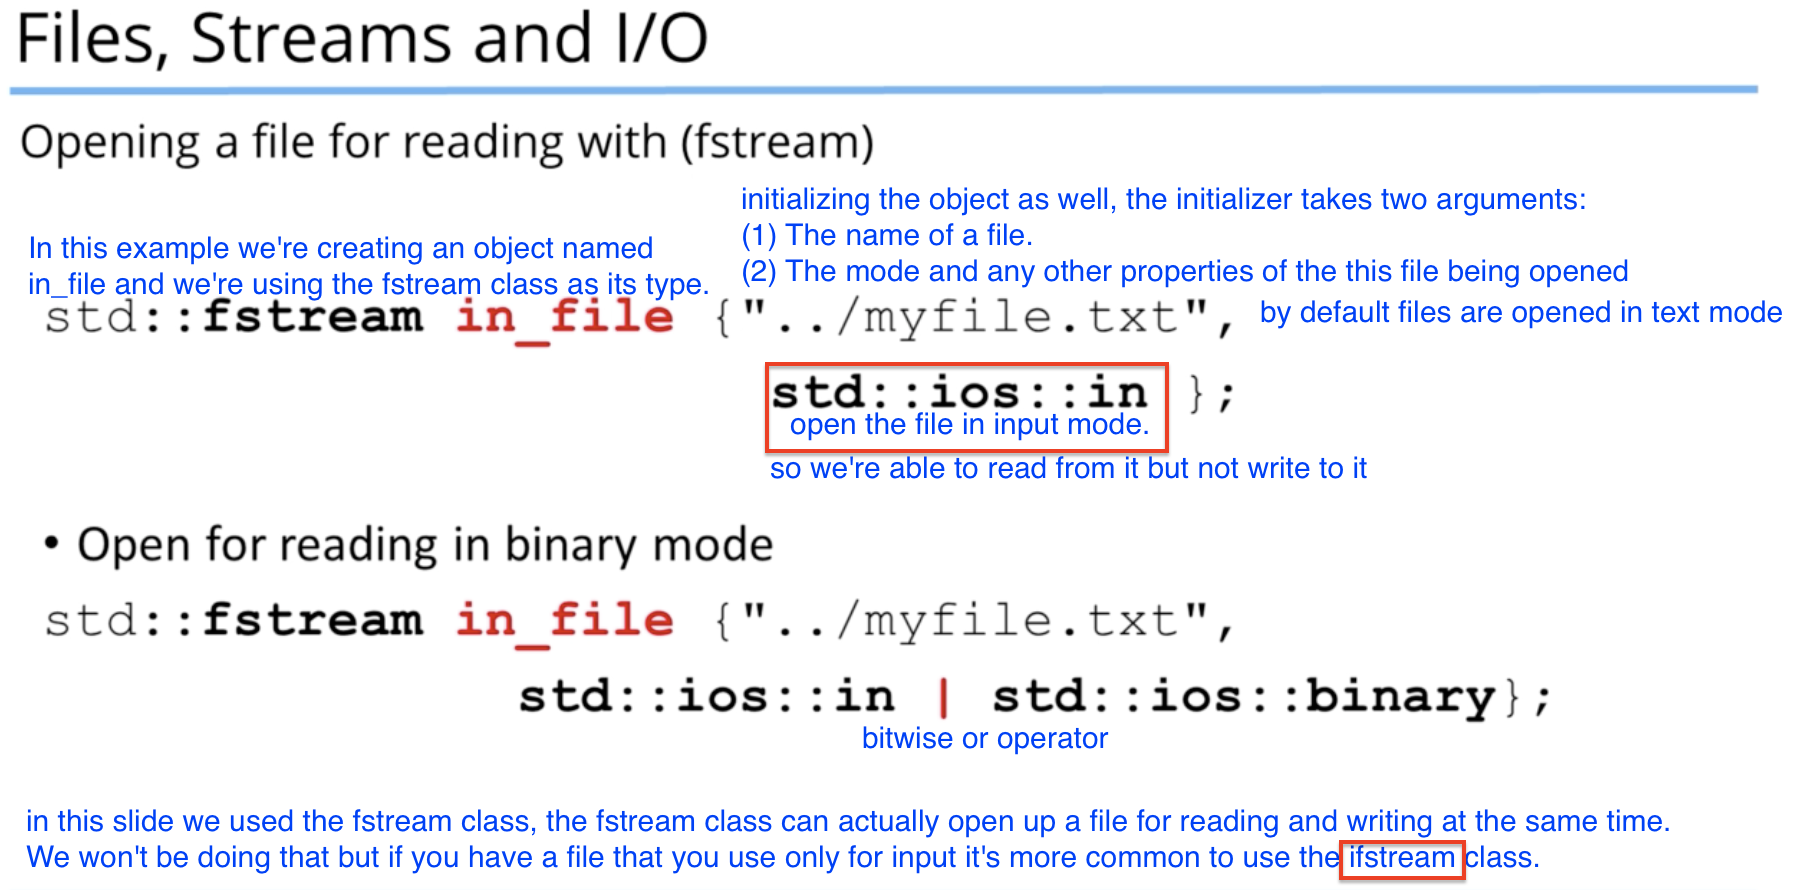 Files, Streams and I/O
Opening a file for reading with (fstream)
initializing the object as well, the initializer takes two arguments:
(1) The name of a file.
(2) The mode and any other properties of the this file being opened
In this example we're creating an object named
in_file and we're using the fstream class as its type.
std::fstream in_file {"../myfile.txt", by default files are opened in text mode
std::ios::in };
open the file in input mode.
so we're able to read from it but not write to it
• Open for reading in binary mode
std::fstream in_file {"../myfile.txt",
std::ios::in | std::ios::binary};
bitwise or operator
in this slide we used the fstream class, the fstream class can actually open up a file for reading and writing at the same time.
We won't be doing that but if you have a file that you use only for input it's more common to use the ifstream class.